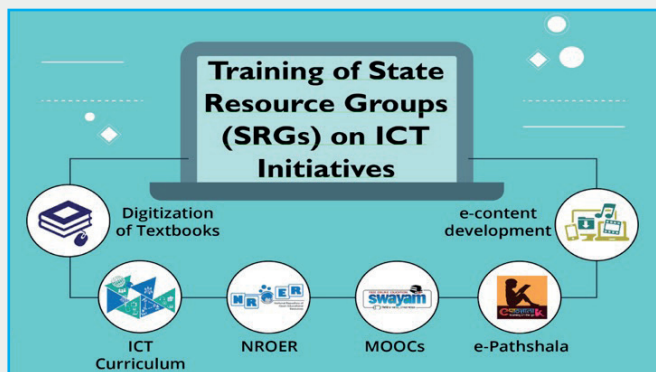 Training of State
Resource Groups
(SRGs) on ICT
Initiatives
Digitization
of Textbooks
e-content
development
NROER
swayam
ICT
Curriculum
NROER
MOOCs
e-Pathshala